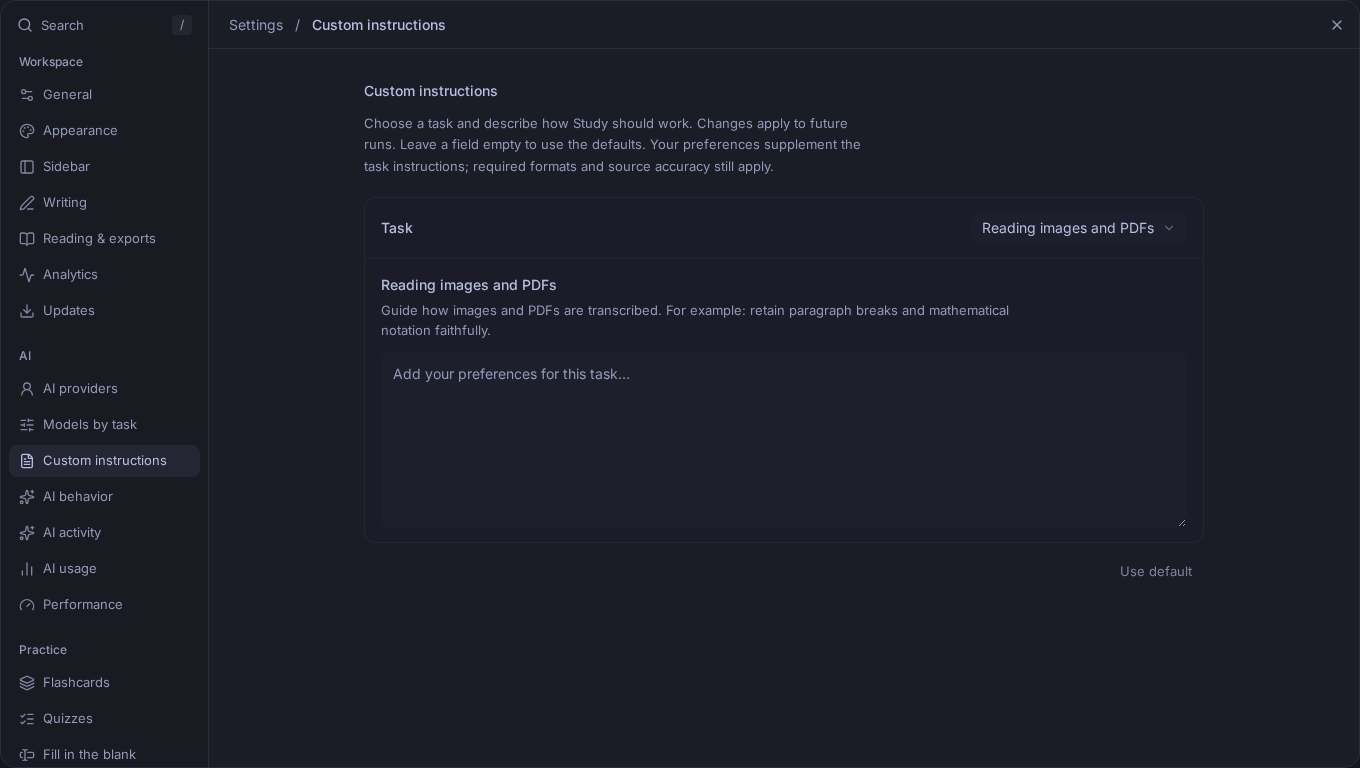 Search /
Workspace
General
Appearance
Sidebar
Writing
Reading & exports
Analytics
Updates
AI
AI providers
Models by task
Custom instructions
AI behavior
AI activity
AI usage
Performance
Practice
Flashcards
Quizzes
Fill in the blank
Settings / Custom instructions
Custom instructions
Choose a task and describe how Study should work. Changes apply to future
runs. Leave a field empty to use the defaults. Your preferences supplement the
task instructions; required formats and source accuracy still apply.
Task Reading images and PDFs
Reading images and PDFs
Guide how images and PDFs are transcribed. For example: retain paragraph breaks and mathematical
notation faithfully.
Add your preferences for this task...
Use default